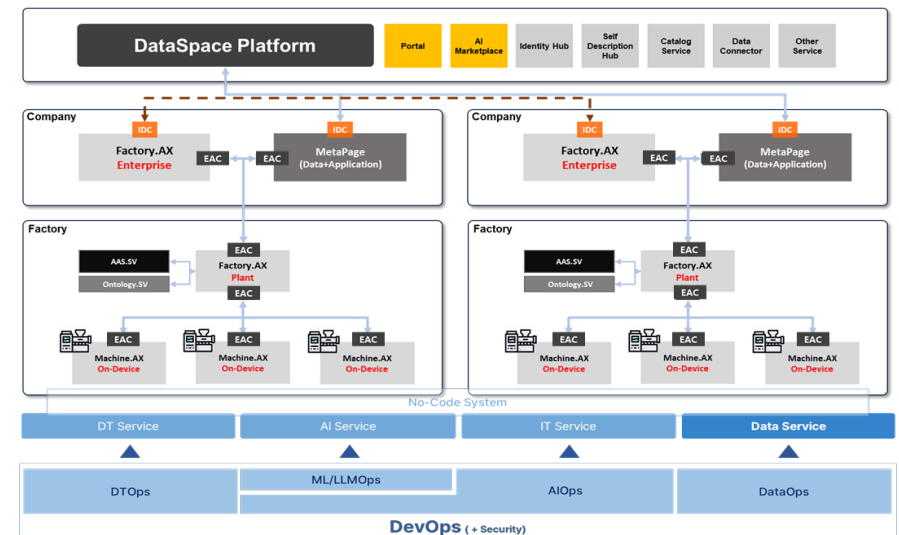 DataSpace Platform
Portal
AI
Marketplace
Identity Hub
Self
Description
Hub
Catalog
Service
Data
Connector
Other
Service
Company
IDC
Factory.AX
Enterprise
EAC
EAC
IDC
MetaPage
(Data+Application)
Company
IDC
Factory.AX
Enterprise
EAC
EAC
IDC
MetaPage
(Data+Application)
Factory
AAS.SV
Ontology.SV
EAC
Factory.AX
Plant
EAC
EAC
Machine.AX
On-Device
EAC
Machine.AX
On-Device
EAC
Machine.AX
On-Device
Factory
AAS.SV
Ontology.SV
EAC
Factory.AX
Plant
EAC
EAC
Machine.AX
On-Device
EAC
Machine.AX
On-Device
EAC
Machine.AX
On-Device
No-Code System
DT Service
AI Service
IT Service
Data Service
DTOps
ML/LLMOps
AIOps
DataOps
DevOps ( + Security)